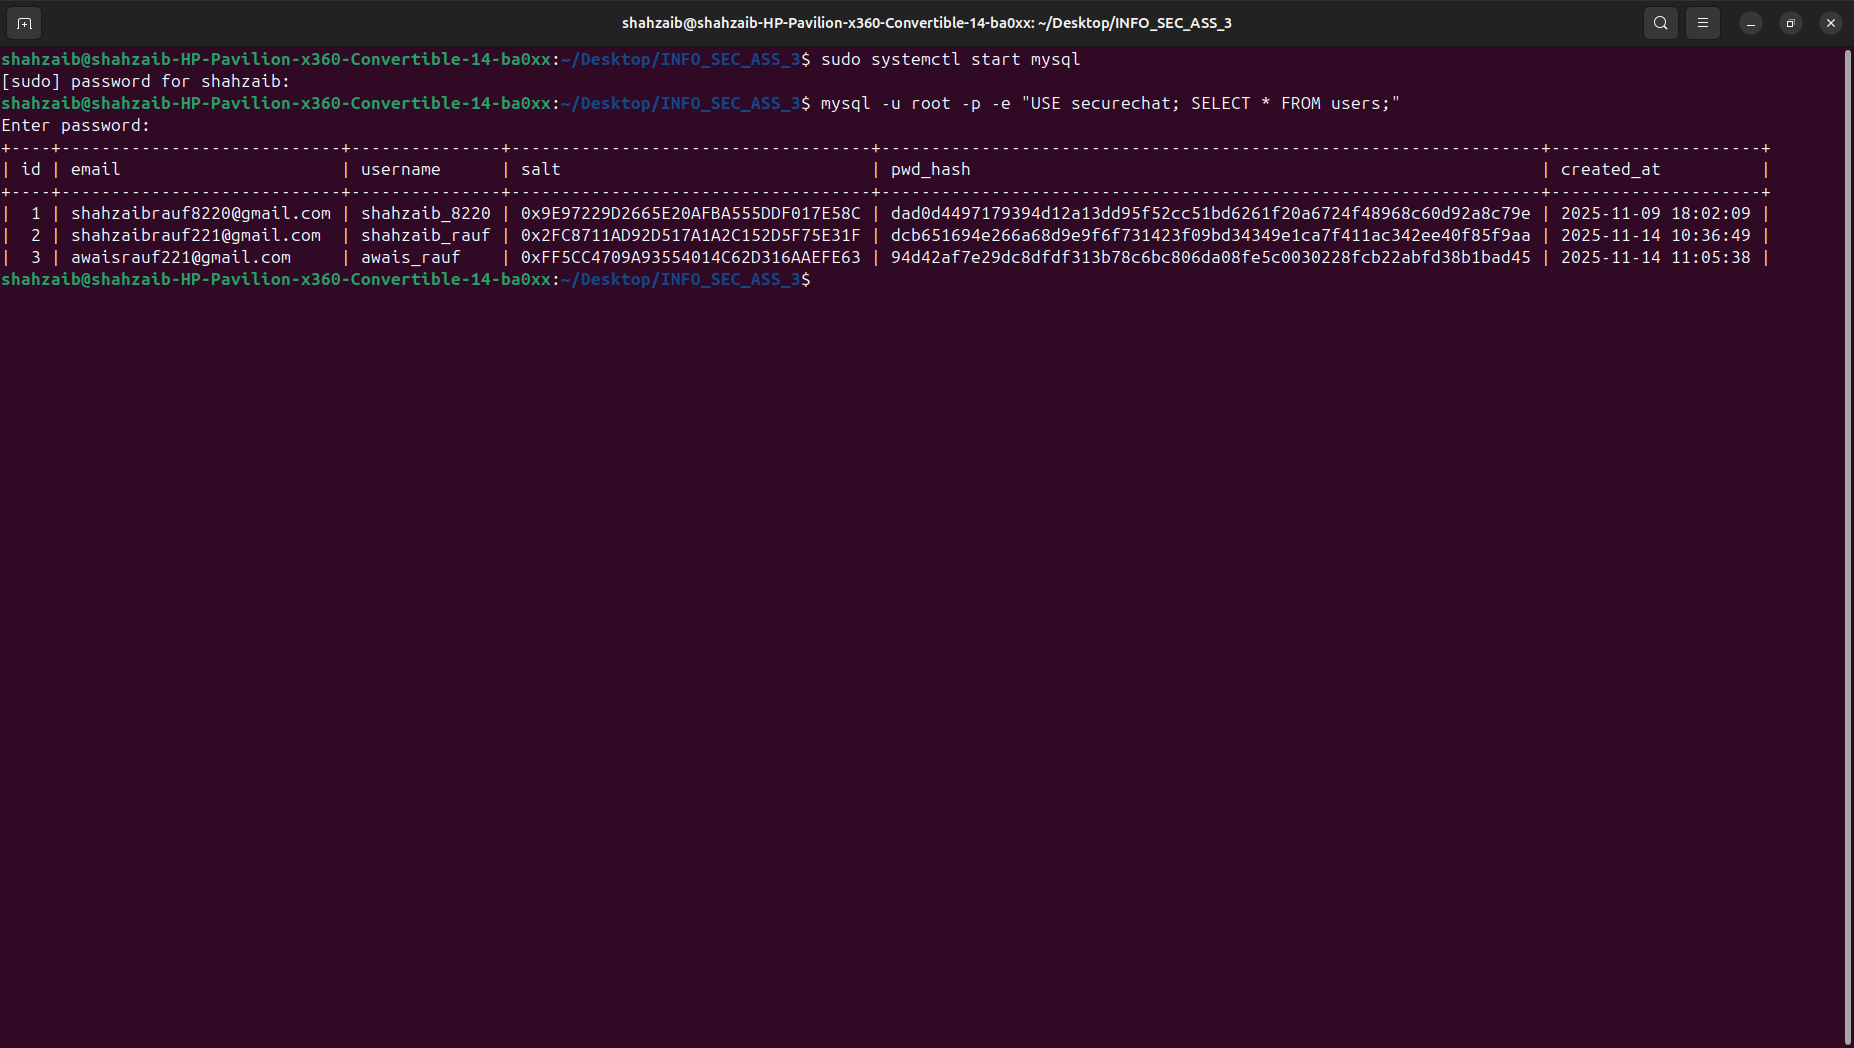 shahzaib@shahzaib-HP-Pavilion-x360-Convertible-14-ba0xx: ~/Desktop/INFO_SEC_ASS_3
shahzaib@shahzaib-HP-Pavilion-x360-Convertible-14-ba0xx:~/Desktop/INFO_SEC_ASS_3$ sudo systemctl start mysql
[sudo] password for shahzaib:
shahzaib@shahzaib-HP-Pavilion-x360-Convertible-14-ba0xx:~/Desktop/INFO_SEC_ASS_3$ mysql -u root -p -e "USE securechat; SELECT * FROM users;"
Enter password:
+----+----------------------------+---------------+------------------------------------+------------------------------------------------------------------+---------------------+
| id | email                      | username      | salt                               | pwd_hash                                                         | created_at          |
+----+----------------------------+---------------+------------------------------------+------------------------------------------------------------------+---------------------+
|  1 | shahzaibrauf8220@gmail.com | shahzaib_8220 | 0x9E97229D2665E20AFBA555DDF017E58C | dad0d4497179394d12a13dd95f52cc51bd6261f20a6724f48968c60d92a8c79e | 2025-11-09 18:02:09 |
|  2 | shahzaibrauf221@gmail.com  | shahzaib_rauf | 0x2FC8711AD92D517A1A2C152D5F75E31F | dcb651694e266a68d9e9f6f731423f09bd34349e1ca7f411ac342ee40f85f9aa | 2025-11-14 10:36:49 |
|  3 | awaisrauf221@gmail.com     | awais_rauf    | 0xFF5CC4709A93554014C62D316AAEFE63 | 94d42af7e29dc8dfdf313b78c6bc806da08fe5c0030228fcb22abfd38b1bad45 | 2025-11-14 11:05:38 |
shahzaib@shahzaib-HP-Pavilion-x360-Convertible-14-ba0xx:~/Desktop/INFO_SEC_ASS_3$